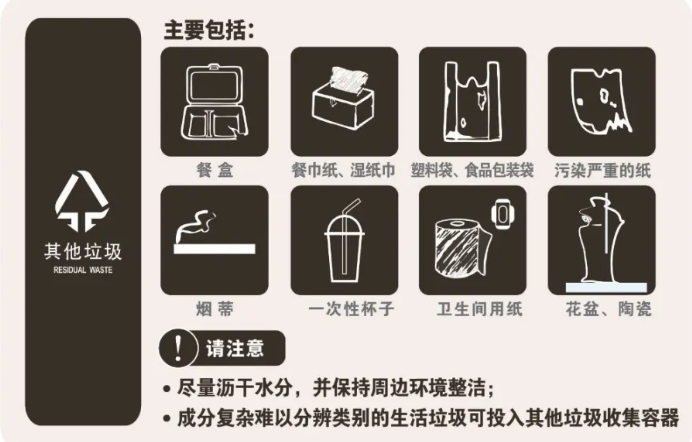 其他垃圾
RESIDUAL WASTE
主要包括：
餐盒
餐巾纸、湿纸巾
塑料袋、食品包装袋
污染严重的纸
烟蒂
一次性杯子
卫生间用纸
花盆、陶瓷
! 请注意
• 尽量沥干水分，并保持周边环境整洁；
• 成分复杂难以分辨类别的生活垃圾可投入其他垃圾收集容器